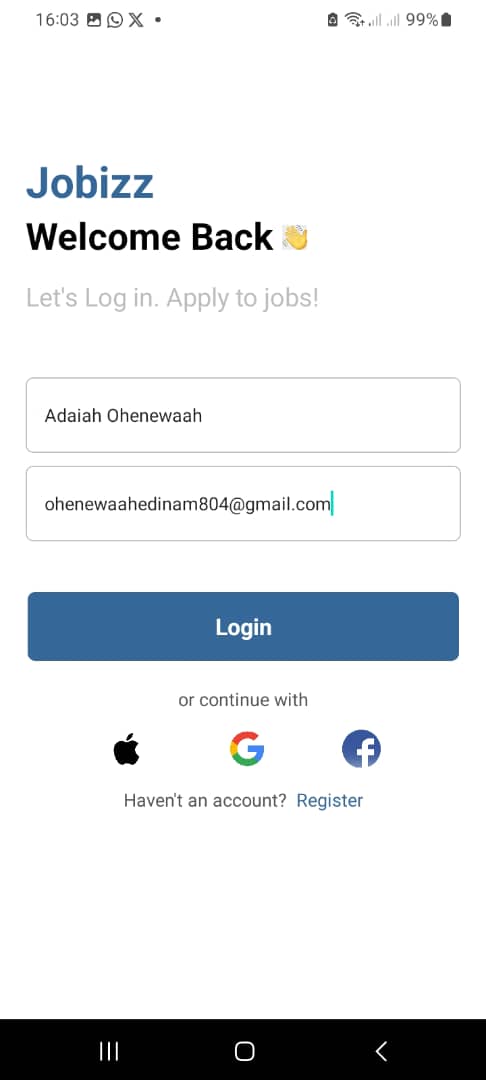 16:03 99%
Jobizz
Welcome Back 👋
Let's Log in. Apply to jobs!
Adaiah Ohenewaah
ohenewaahedinam804@gmail.com
Login
or continue with
Haven't an account? Register